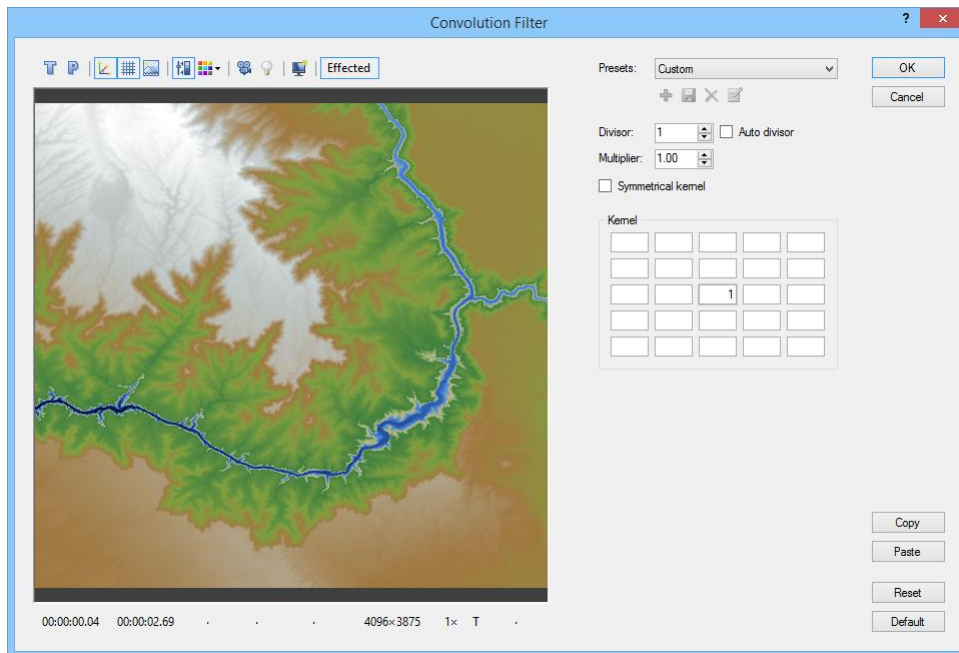 Convolution Filter
? ×
T P Effected
Presets: Custom
OK
Cancel
Divisor: 1 Auto divisor
Multiplier: 1.00
Symmetrical kernel
Kernel
1
Copy
Paste
Reset
Default
00:00:00.04 00:00:02.69 . . . 4096×3875 1× T .